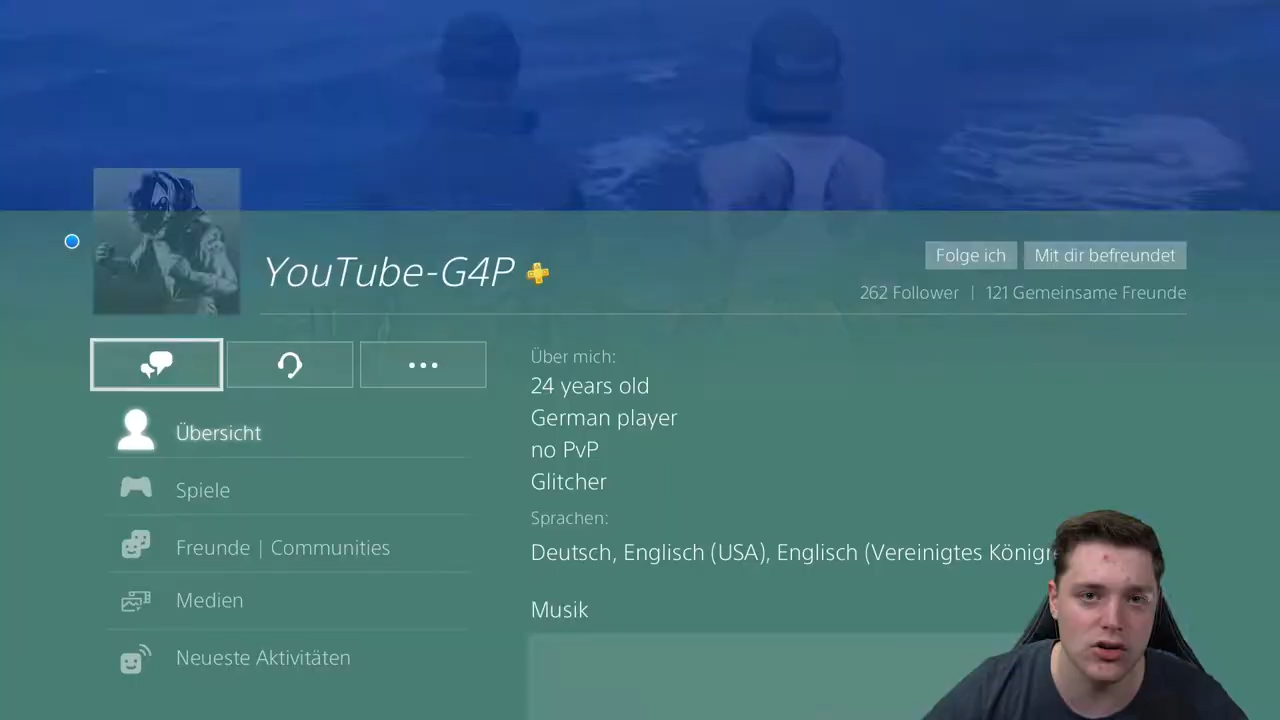 YouTube-G4P
Folge ich
Mit dir befreundet
262 Follower | 121 Gemeinsame Freunde
Übersicht
Spiele
Freunde | Communities
Medien
Neueste Aktivitäten
Über mich:
24 years old
German player
no PvP
Glitcher
Sprachen:
Deutsch, Englisch (USA), Englisch (Vereinigtes
Musik